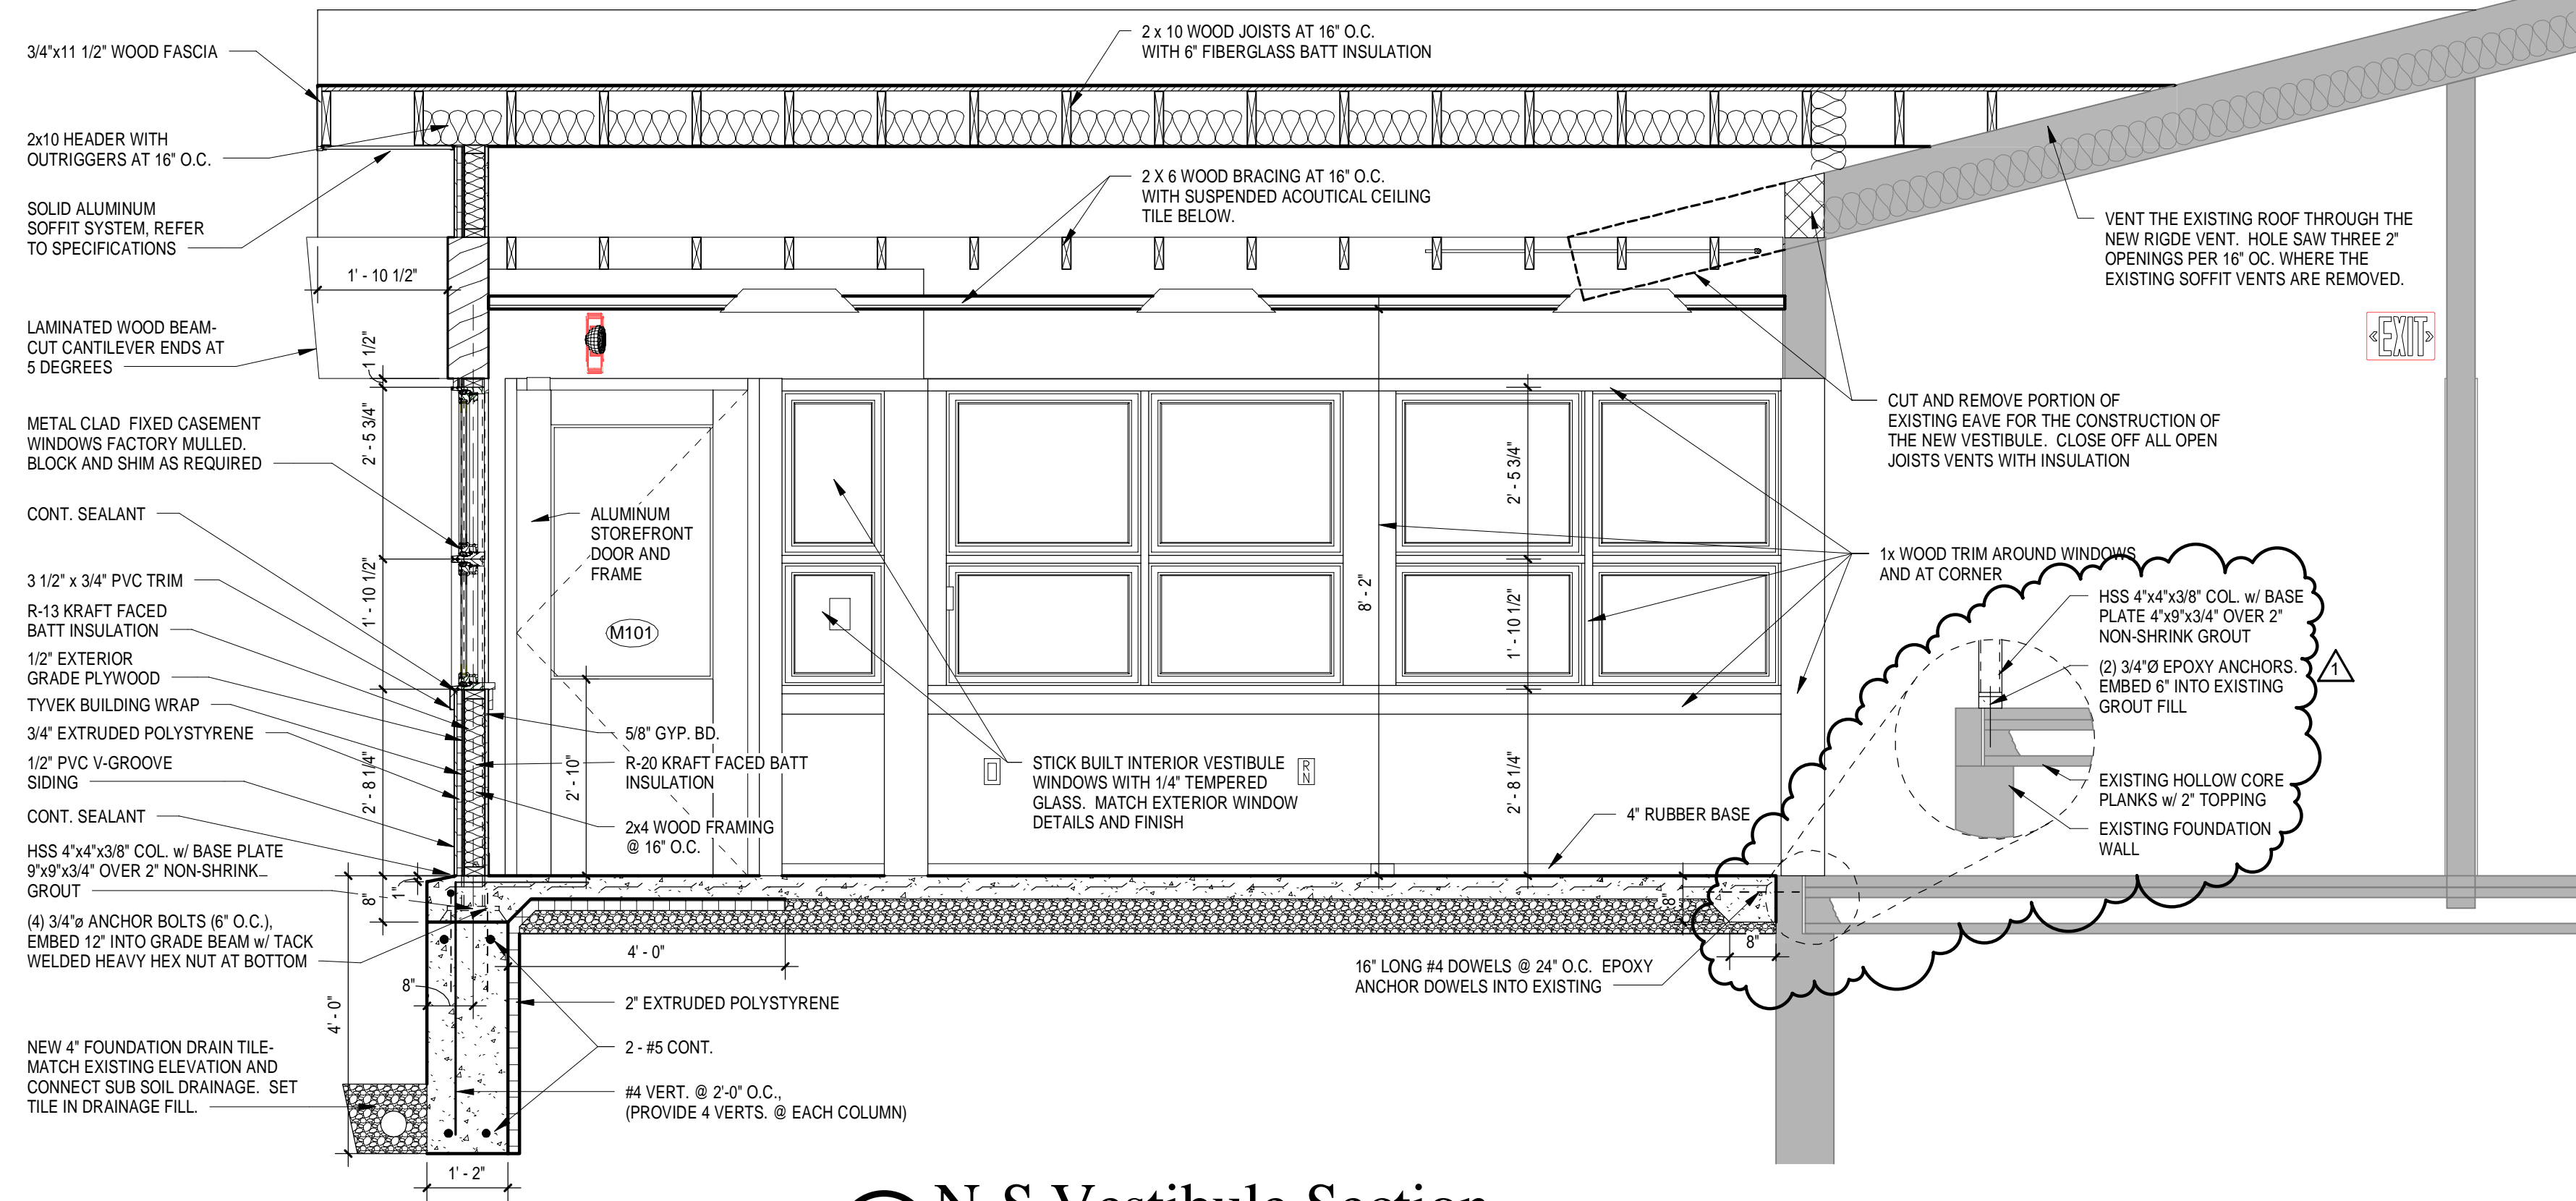 3/4"x11 1/2" WOOD FASCIA
2x10 HEADER WITH
OUTRIGGERS AT 16" O.C.
SOLID ALUMINUM
SOFFIT SYSTEM, REFER
TO SPECIFICATIONS
1' - 10 1/2"
LAMINATED WOOD BEAM-
CUT CANTILEVER ENDS AT
5 DEGREES
1 1/2"
METAL CLAD FIXED CASEMENT
WINDOWS FACTORY MULLED.
BLOCK AND SHIM AS REQUIRED
2' - 5 3/4"
CONT. SEALANT
3 1/2" x 3/4" PVC TRIM
1' - 10 1/2"
R-13 KRAFT FACED
BATT INSULATION
1/2" EXTERIOR
GRADE PLYWOOD
TYVEK BUILDING WRAP
3/4" EXTRUDED POLYSTYRENE
1/2" PVC V-GROOVE
SIDING
2' - 8 1/4"
CONT. SEALANT
HSS 4"x4"x3/8" COL. w/ BASE PLATE
9"x9"x3/4" OVER 2" NON-SHRINK
GROUT
8"
1"
(4) 3/4"ø ANCHOR BOLTS (6" O.C.),
EMBED 12" INTO GRADE BEAM w/ TACK
WELDED HEAVY HEX NUT AT BOTTOM
8"
4' - 0"
NEW 4" FOUNDATION DRAIN TILE-
MATCH EXISTING ELEVATION AND
CONNECT SUB SOIL DRAINAGE. SET
TILE IN DRAINAGE FILL.
1' - 2"
2 x 10 WOOD JOISTS AT 16" O.C.
WITH 6" FIBERGLASS BATT INSULATION
2 X 6 WOOD BRACING AT 16" O.C.
WITH SUSPENDED ACOUTICAL CEILING
TILE BELOW.
ALUMINUM
STOREFRONT
DOOR AND
FRAME
M101
5/8" GYP. BD.
R-20 KRAFT FACED BATT
INSULATION
2' - 10"
2x4 WOOD FRAMING
@ 16" O.C.
4' - 0"
2" EXTRUDED POLYSTYRENE
2 - #5 CONT.
#4 VERT. @ 2'-0" O.C.,
(PROVIDE 4 VERTS. @ EACH COLUMN)
STICK BUILT INTERIOR VESTIBULE
WINDOWS WITH 1/4" TEMPERED
GLASS. MATCH EXTERIOR WINDOW
DETAILS AND FINISH
R
N
8' - 2"
2' - 5 3/4"
1' - 10 1/2"
2' - 8 1/4"
4" RUBBER BASE
8"
8"
16" LONG #4 DOWELS @ 24" O.C. EPOXY
ANCHOR DOWELS INTO EXISTING
VENT THE EXISTING ROOF THROUGH THE
NEW RIGDE VENT. HOLE SAW THREE 2"
OPENINGS PER 16" OC. WHERE THE
EXISTING SOFFIT VENTS ARE REMOVED.
EXIT
CUT AND REMOVE PORTION OF
EXISTING EAVE FOR THE CONSTRUCTION OF
THE NEW VESTIBULE. CLOSE OFF ALL OPEN
JOISTS VENTS WITH INSULATION
1x WOOD TRIM AROUND WINDOWS
AND AT CORNER
HSS 4"x4"x3/8" COL. w/ BASE
PLATE 4"x9"x3/4" OVER 2"
NON-SHRINK GROUT
(2) 3/4"Ø EPOXY ANCHORS.
EMBED 6" INTO EXISTING
GROUT FILL
1
EXISTING HOLLOW CORE
PLANKS w/ 2" TOPPING
EXISTING FOUNDATION
WALL
N-S Vestibule Section